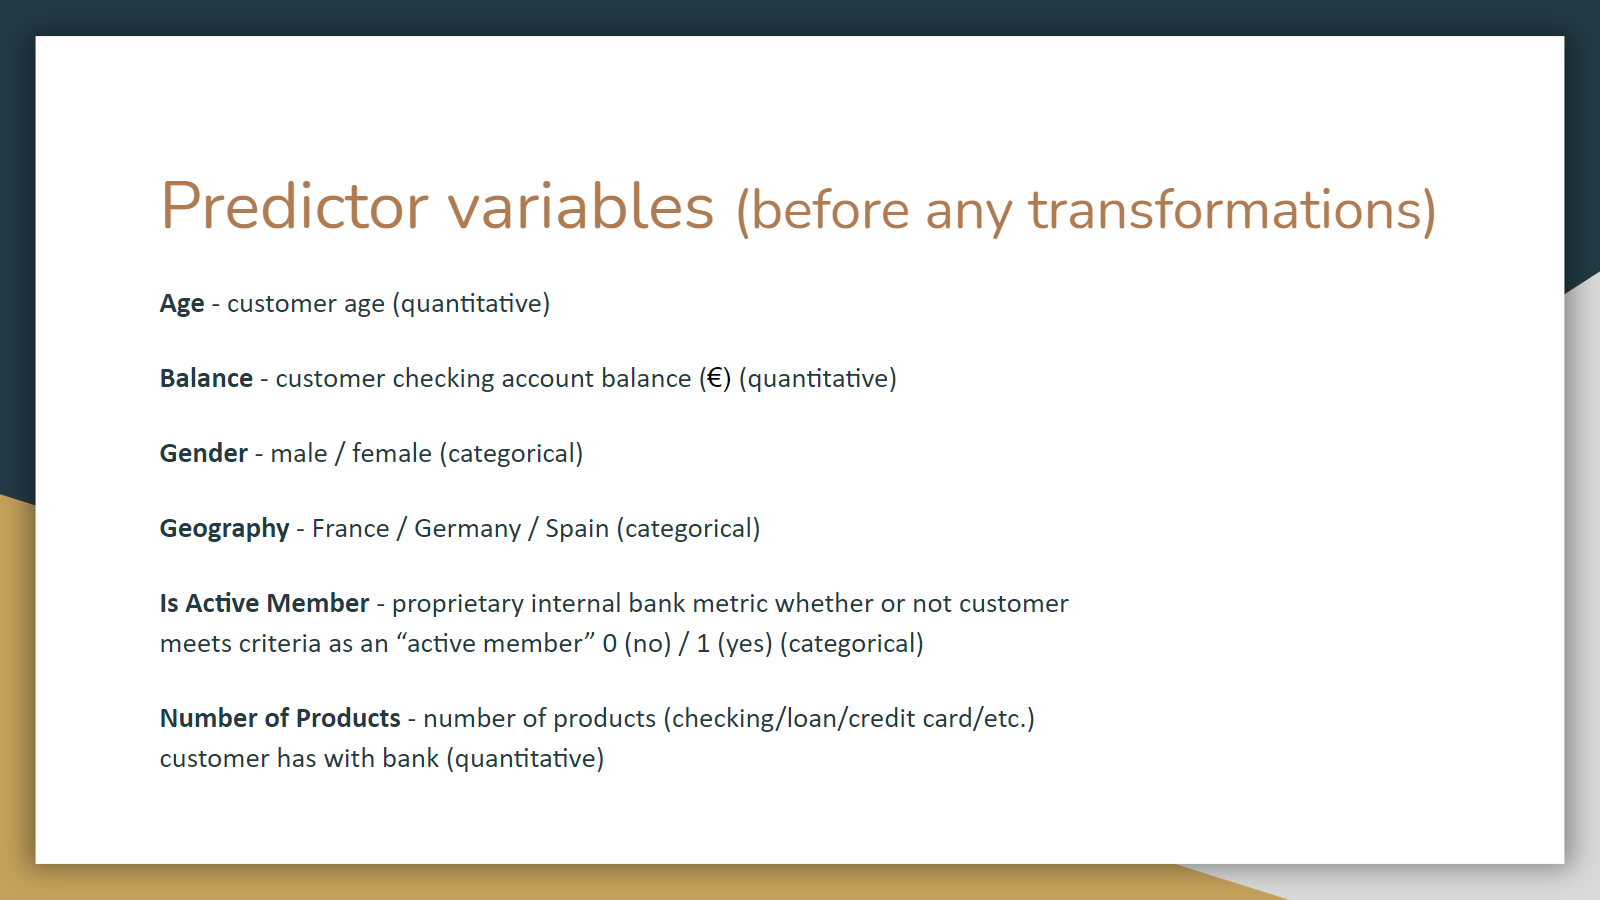 Predictor variables (before any transformations)
Age - customer age (quantitative)
Balance - customer checking account balance (€) (quantitative)
Gender - male / female (categorical)
Geography - France / Germany / Spain (categorical)
Is Active Member - proprietary internal bank metric whether or not customer
meets criteria as an “active member” 0 (no) / 1 (yes) (categorical)
Number of Products - number of products (checking/loan/credit card/etc.)
customer has with bank (quantitative)